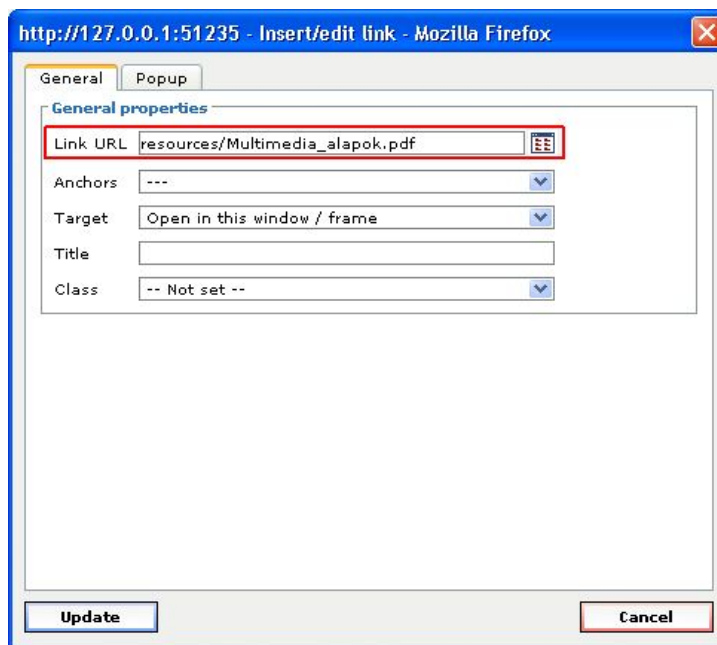 http://127.0.0.1:51235 - Insert/edit link - Mozilla Firefox
General Popup
General properties
Link URL resources/Multimedia_alapok.pdf
Anchors ---
Target Open in this window / frame
Title
Class -- Not set --
Update Cancel